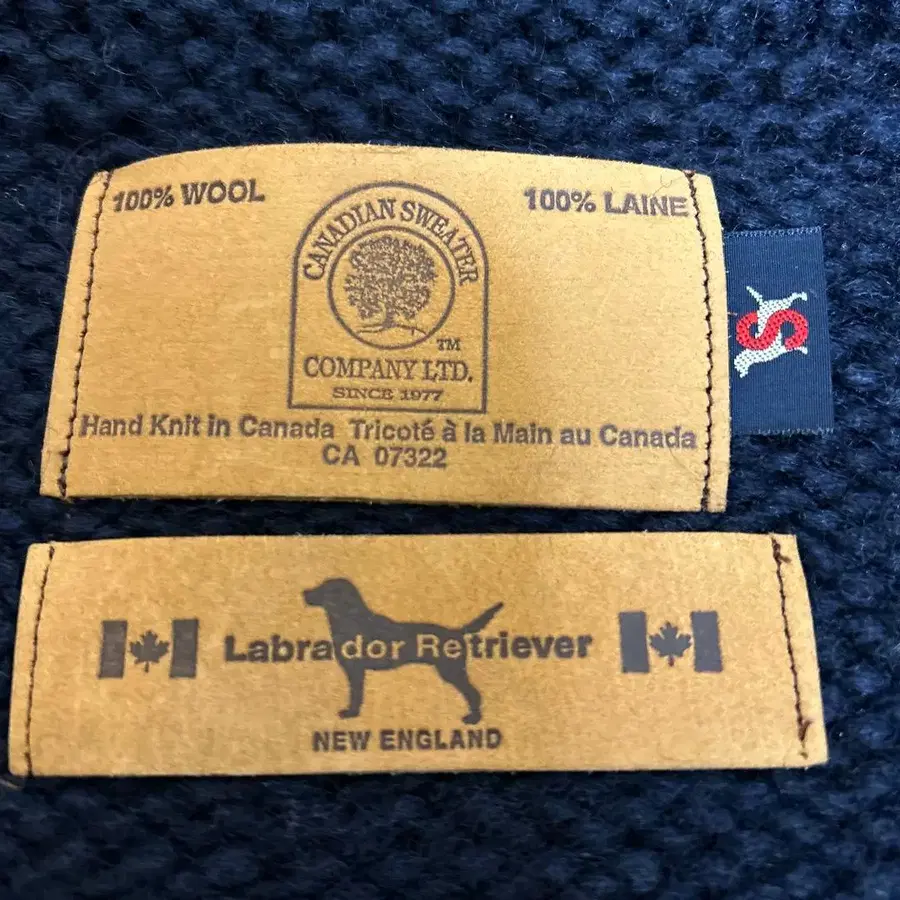 100% WOOL 100% LAINE
CANADIAN SWEATER
TM
COMPANY LTD.
SINCE 1977
Hand Knit in Canada Tricoté à la Main au Canada
CA 07322
S
Labrador Retriever
NEW ENGLAND